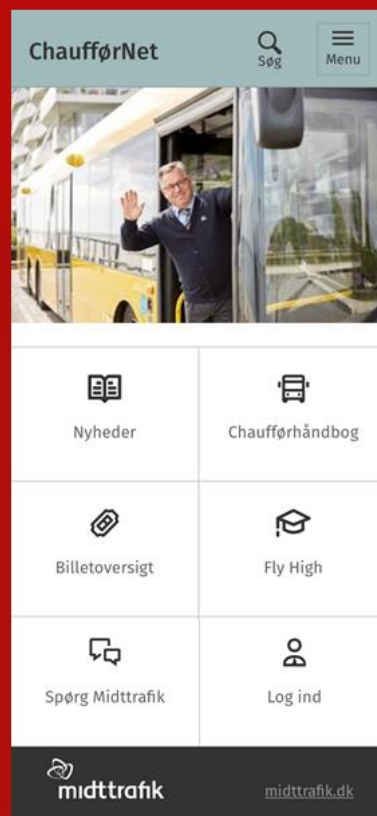 ChaufførNet
Søg
Menu
Nyheder
Chaufførhåndbog
Billetoversigt
Fly High
Spørg Midttrafik
Log ind
midttrafik
midttrafik.dk